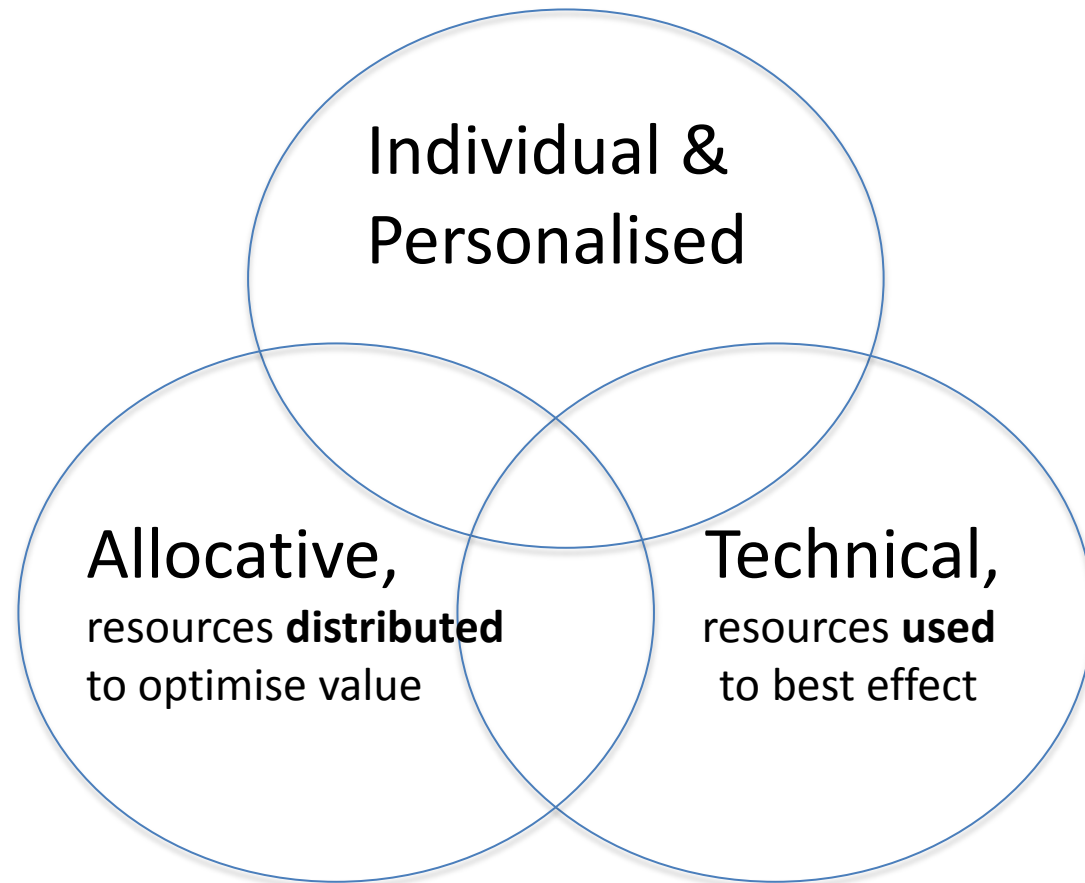 Individual &
Personalised
Allocative,
resources distributed
to optimise value
Technical,
resources used
to best effect